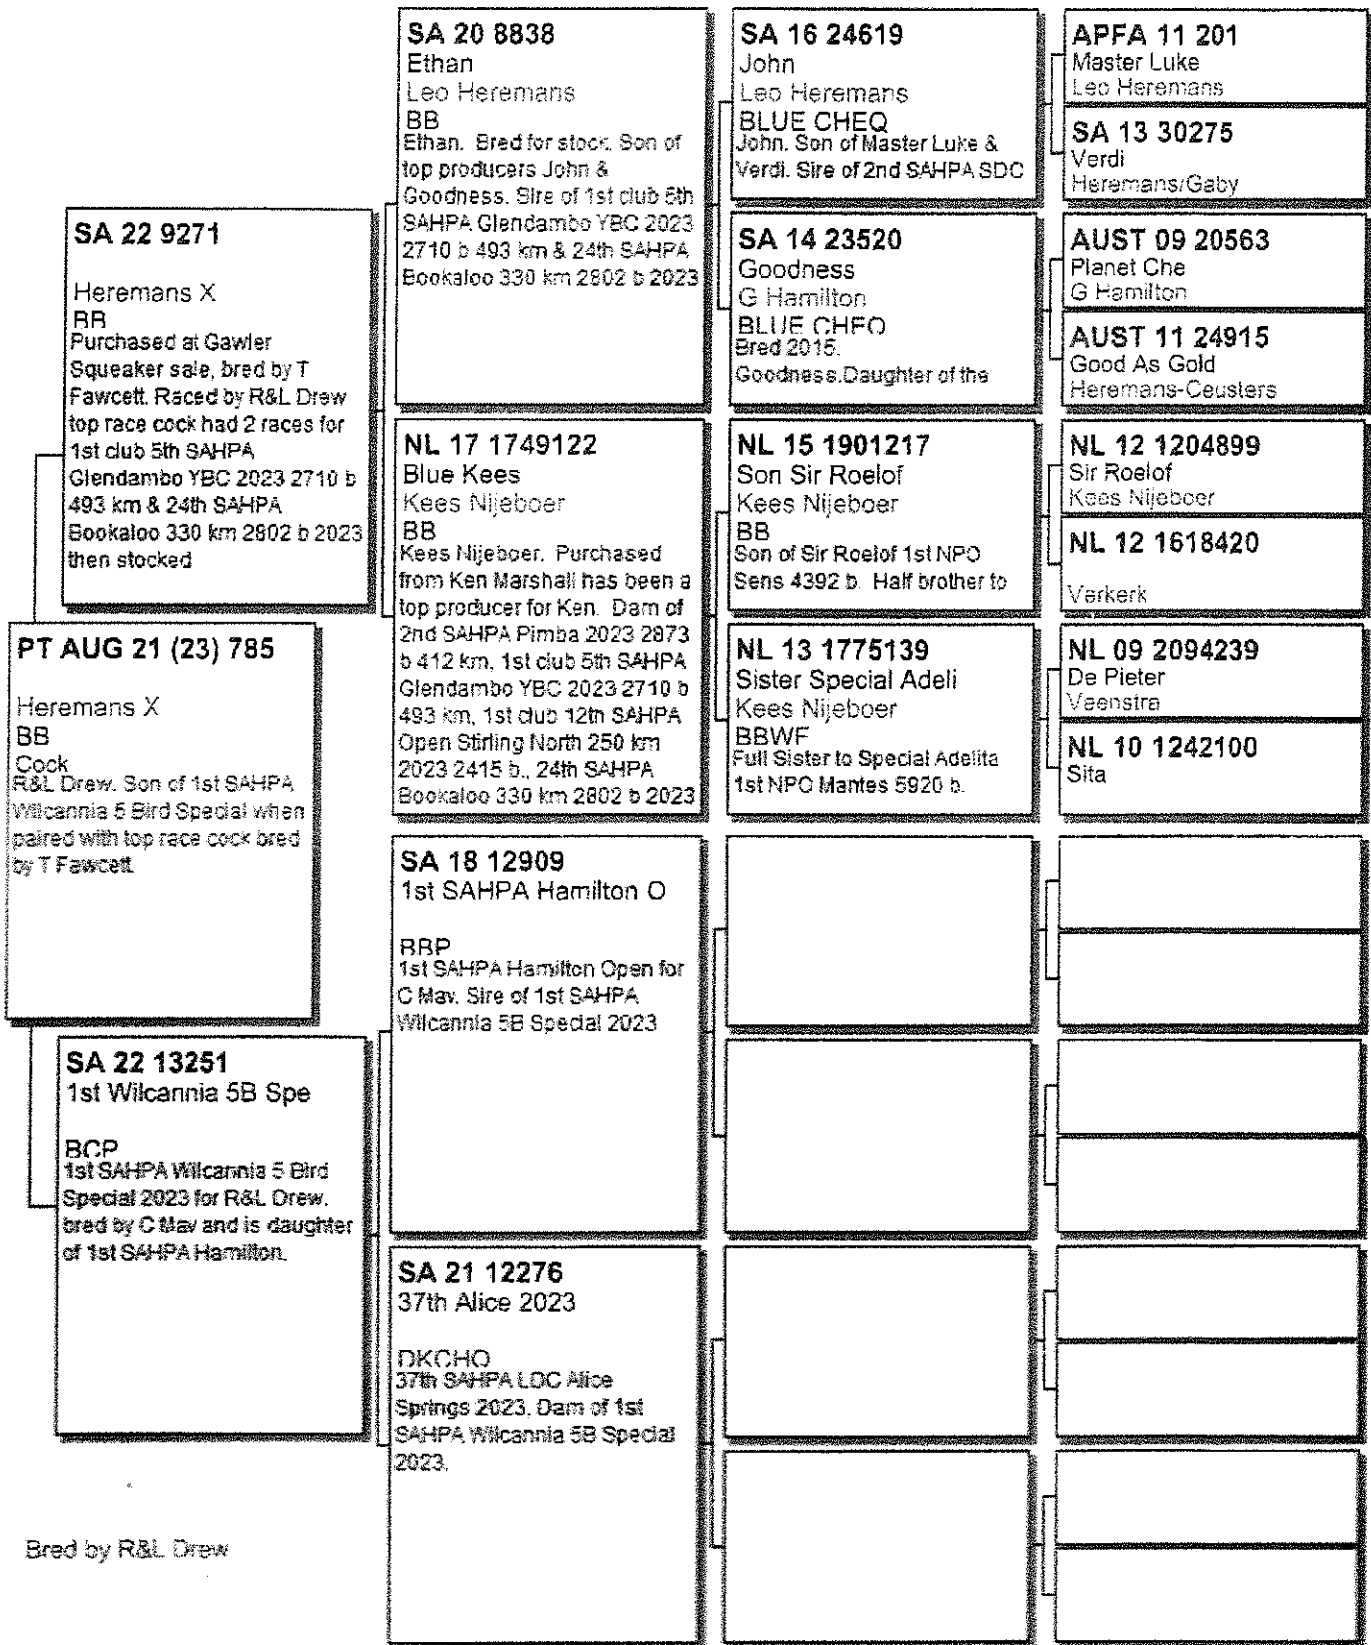 PT AUG 21 (23) 785
Heremans X
BB
Cock
R&L Drew. Son of 1st SAHPA
Wilcannia 5 Bird Special when
paired with top race cock bred
by T Fawcett.
SA 22 9271
Heremans X
BB
Purchased at Gawler
Squeaker sale, bred by T
Fawcett. Raced by R&L Drew
top race cock had 2 races for
1st club 5th SAHPA
Glendambo YBC 2023 2710 b
493 km & 24th SAHPA
Bookaloo 330 km 2802 b 2023
then stocked
SA 22 13251
1st Wilcannia 5B Spe
BCP
1st SAHPA Wilcannia 5 Bird
Special 2023 for R&L Drew.
bred by C Mav and is daughter
of 1st SAHPA Hamilton.
SA 20 8838
Ethan
Leo Heremans
BB
Ethan. Bred for stock. Son of
top producers John &
Goodness. Sire of 1st club 5th
SAHPA Glendambo YBC 2023
2710 b 493 km & 24th SAHPA
Bookaloo 330 km 2802 b 2023
NL 17 1749122
Blue Kees
Kees Nijeboer
BB
Kees Nijeboer. Purchased
from Ken Marshall has been a
top producer for Ken. Dam of
2nd SAHPA Pimba 2023 2873
b 412 km, 1st club 5th SAHPA
Glendambo YBC 2023 2710 b
493 km, 1st club 12th SAHPA
Open Stirling North 250 km
2023 2415 b., 24th SAHPA
Bookaloo 330 km 2802 b 2023
SA 18 12909
1st SAHPA Hamilton O
BBP
1st SAHPA Hamilton Open for
C Mav. Sire of 1st SAHPA
Wilcannia 5B Special 2023
SA 21 12276
37th Alice 2023
DKCHQ
37th SAHPA LDC Alice
Springs 2023, Dam of 1st
SAHPA Wilcannia 5B Special
2023.
SA 16 24619
John
Leo Heremans
BLUE CHEQ
John. Son of Master Luke &
Verdi. Sire of 2nd SAHPA SDC
SA 14 23520
Goodness
G Hamilton
BLUE CHEQ
Bred 2015.
Goodness.Daughter of the
NL 15 1901217
Son Sir Roelof
Kees Nijeboer
BB
Son of Sir Roelof 1st NPO
Sens 4392 b. Half brother to
NL 13 1775139
Sister Special Adeli
Kees Nijeboer
BBWF
Full Sister to Special Adelita
1st NPO Mantes 5920 b.
APFA 11 201
Master Luke
Leo Heremans
SA 13 30275
Verdi
Heremans/Gaby
AUST 09 20563
Planet Che
G Hamilton
AUST 11 24915
Good As Gold
Heremans-Ceusters
NL 12 1204899
Sir Roelof
Kees Nijeboer
NL 12 1618420
Verkerk
NL 09 2094239
De Pieter
Veenstra
NL 10 1242100
Sita
Bred by R&L Drew